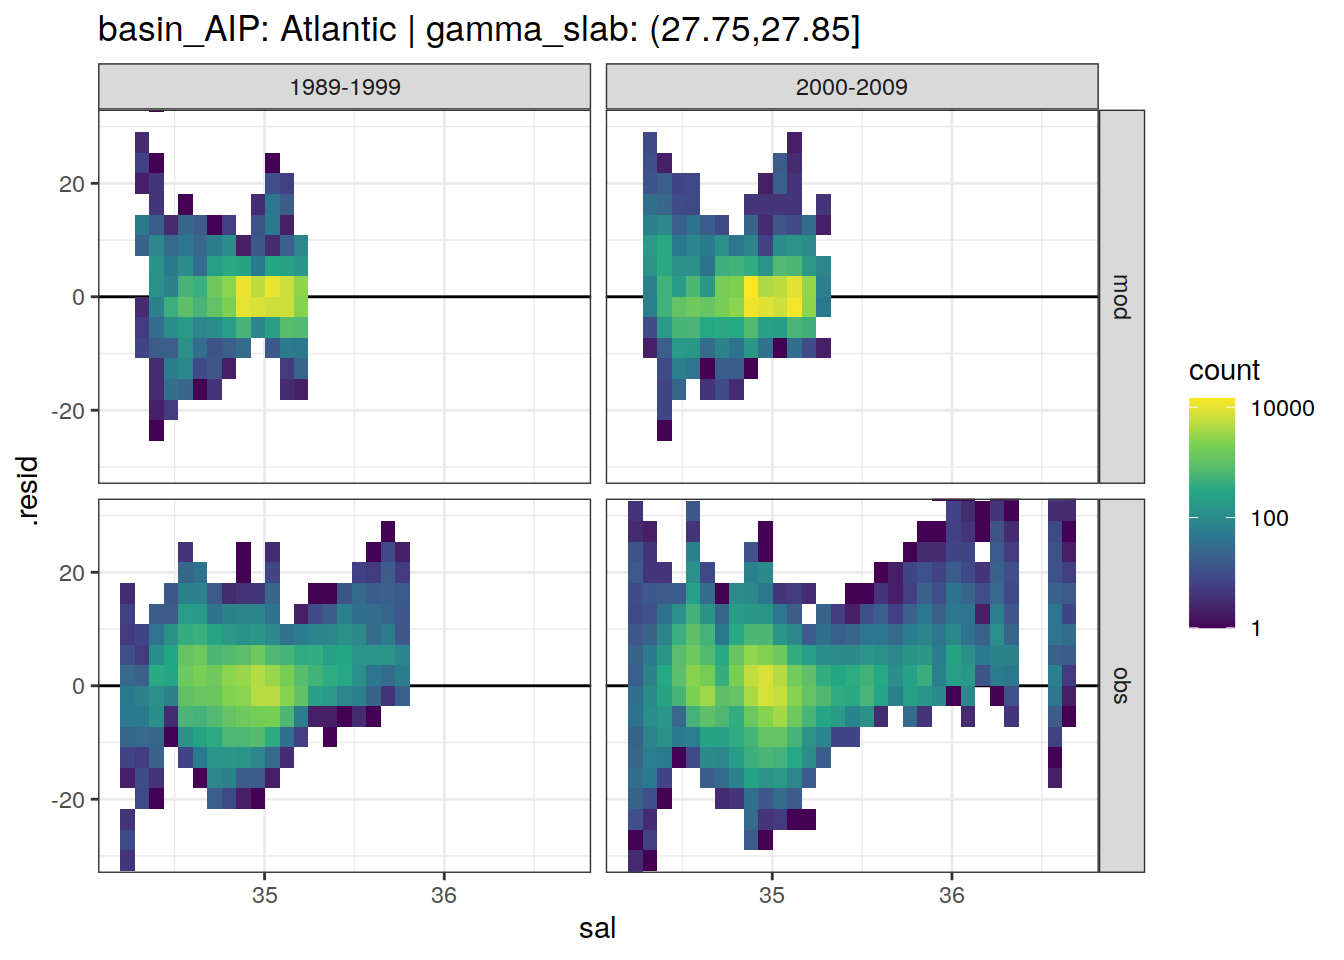 basin_AIP: Atlantic | gamma_slab: (27.75,27.85]
1989-1999
2000-2009
20
0
-20
mod
20
0
-20
obs
.resid
35
36
35
36
sal
count
10000
100
1